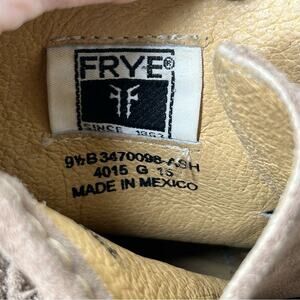 FRYE®
SINCE 1863
9½B 3470098-ASH
4015 G 15
MADE IN MEXICO